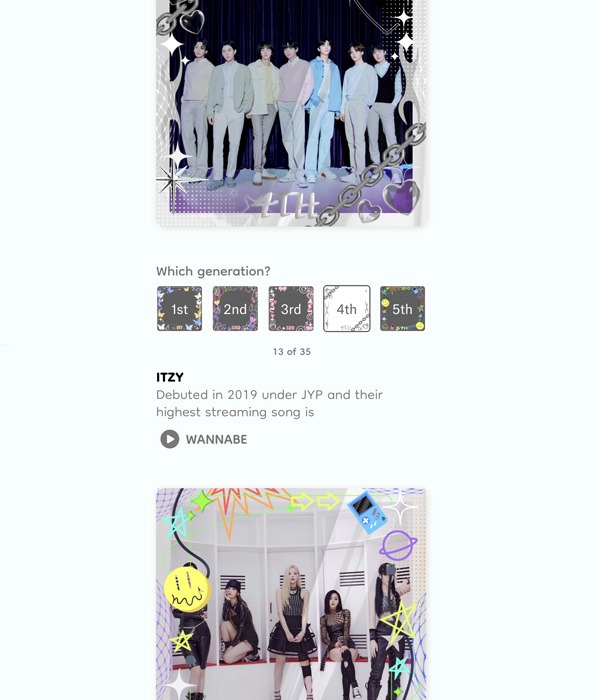 4TH
Which generation?
1st 2nd 3rd 4th 5th
13 of 35
ITZY
Debuted in 2019 under JYP and their
highest streaming song is
WANNABE